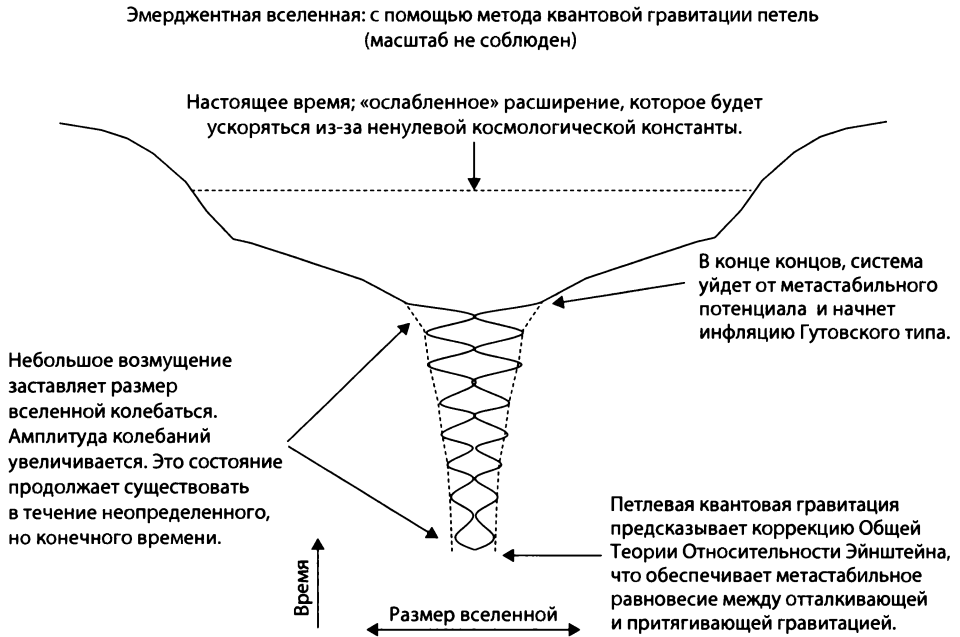 Эмерджентная вселенная: с помощью метода квантовой гравитации петель
(масштаб не соблюден)
Настоящее время; «ослабленное» расширение, которое будет
ускоряться из-за ненулевой космологической константы.
В конце концов, система
уйдет от метастабильного
потенциала и начнет
инфляцию Гутовского типа.
Небольшое возмущение
заставляет размер
вселенной колебаться.
Амплитуда колебаний
увеличивается. Это состояние
продолжает существовать
в течение неопределенного,
но конечного времени.
Петлевая квантовая гравитация
предсказывает коррекцию Общей
Теории Относительности Эйнштейна,
что обеспечивает метастабильное
равновесие между отталкивающей
и притягивающей гравитацией.
Время
Размер вселенной